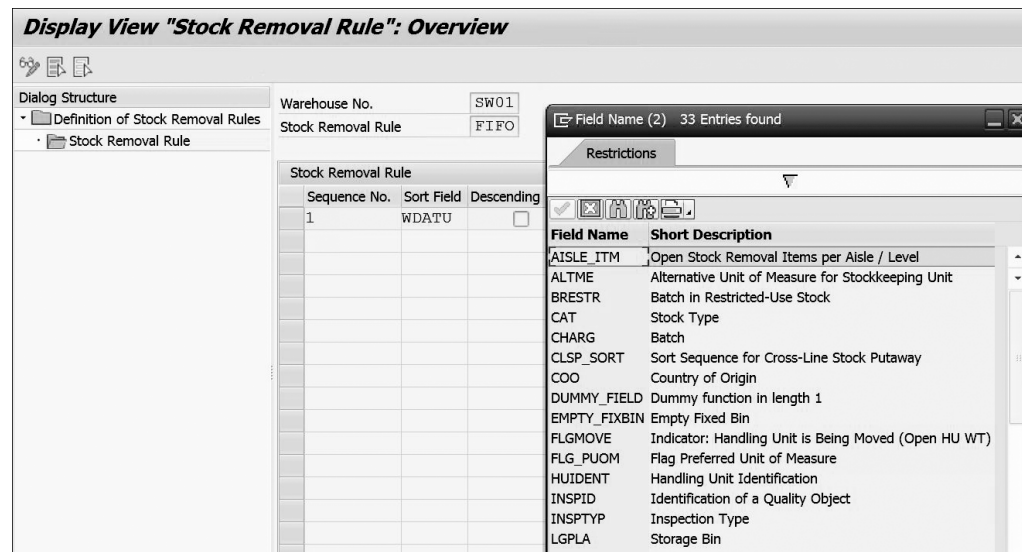 Display View "Stock Removal Rule": Overview
Dialog Structure
Definition of Stock Removal Rules
Stock Removal Rule
Warehouse No. SW01
Stock Removal Rule FIFO
Stock Removal Rule
Sequence No. Sort Field Descending
1 WDATU
Field Name (2) 33 Entries found
Restrictions
Field Name Short Description
AISLE_ITM Open Stock Removal Items per Aisle / Level
ALTME Alternative Unit of Measure for Stockkeeping Unit
BRESTR Batch in Restricted-Use Stock
CAT Stock Type
CHARG Batch
CLSP_SORT Sort Sequence for Cross-Line Stock Putaway
COO Country of Origin
DUMMY_FIELD Dummy function in length 1
EMPTY_FIXBIN Empty Fixed Bin
FLGMOVE Indicator: Handling Unit is Being Moved (Open HU WT)
FLG_PUOM Flag Preferred Unit of Measure
HUIDENT Handling Unit Identification
INSPID Identification of a Quality Object
INSPTYP Inspection Type
LGPLA Storage Bin